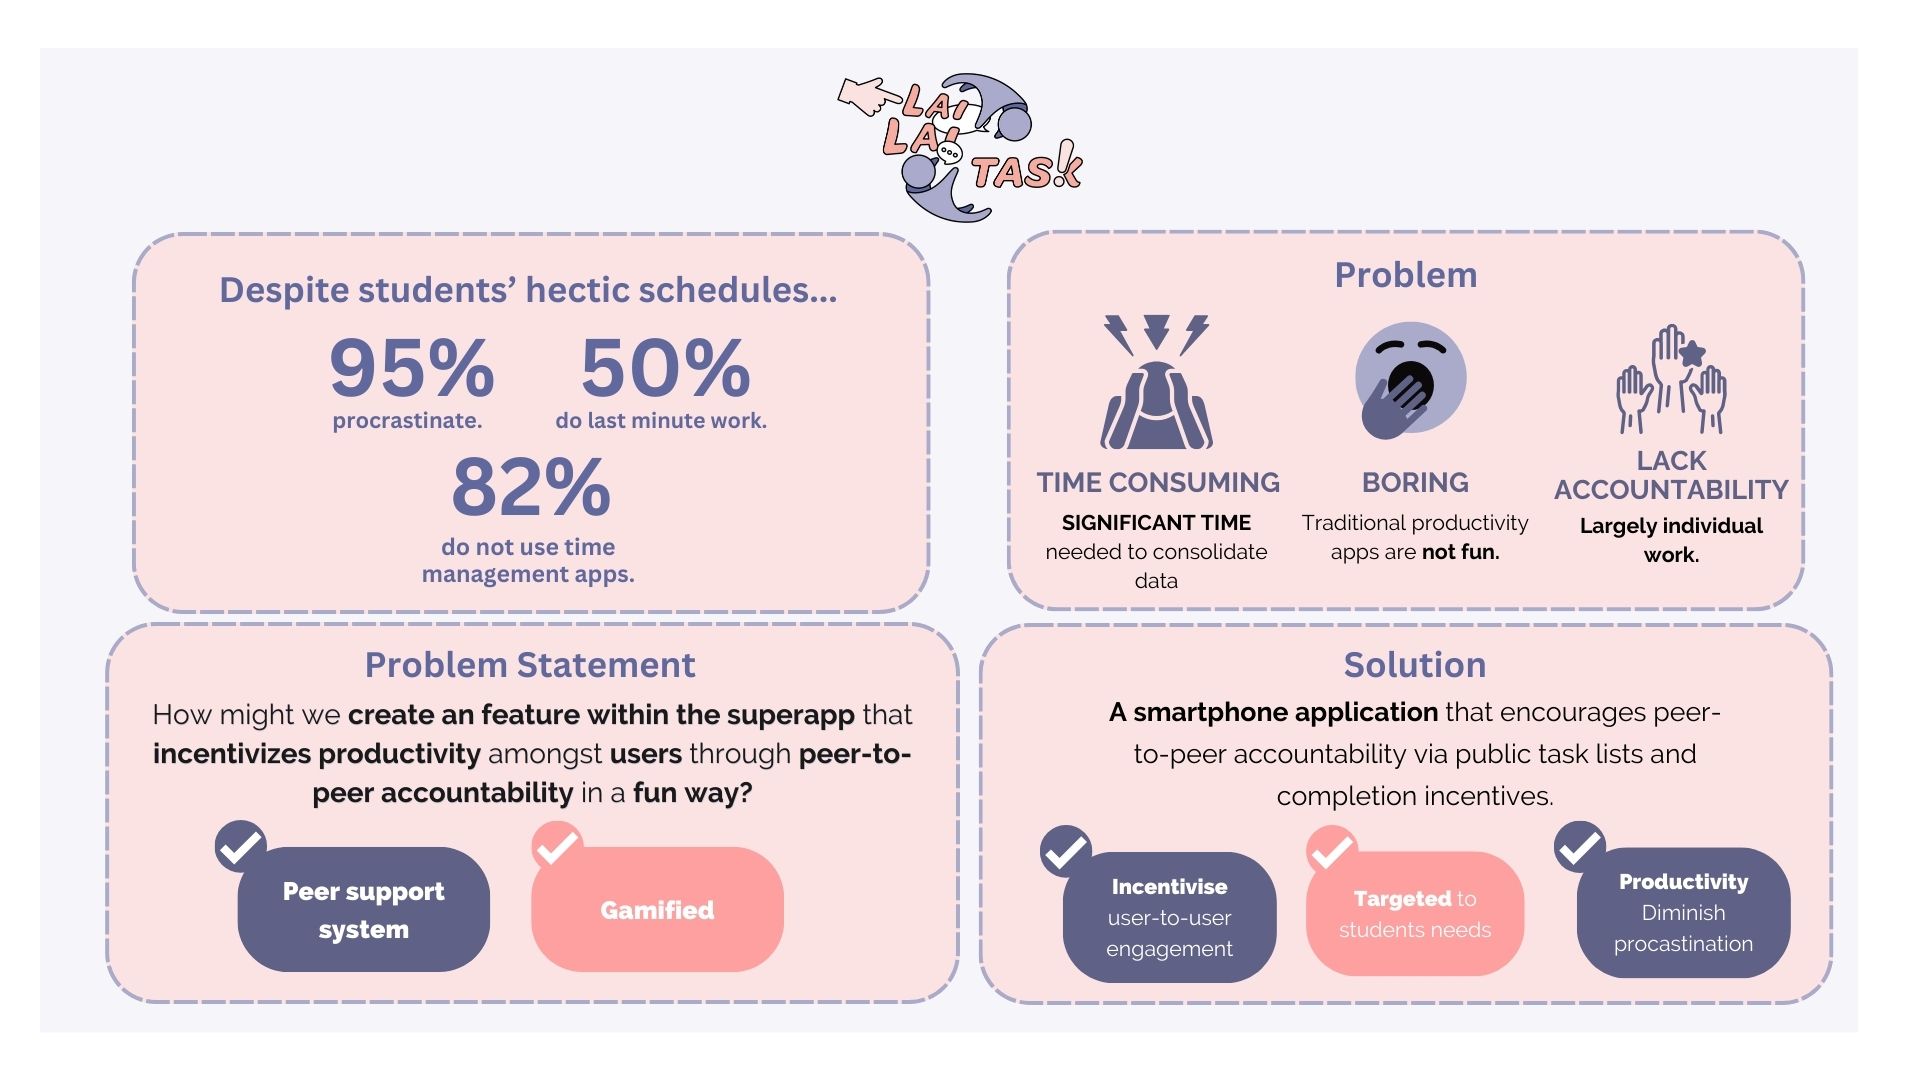 LAI
LAI
TASK!
Despite students’ hectic schedules...
95%
procrastinate.
50%
do last minute work.
82%
do not use time
management apps.
Problem
TIME CONSUMING
SIGNIFICANT TIME
needed to consolidate
data
BORING
Traditional productivity
apps are not fun.
LACK
ACCOUNTABILITY
Largely individual
work.
Problem Statement
How might we create an feature within the superapp that
incentivizes productivity amongst users through peer-to-
peer accountability in a fun way?
Peer support
system
Gamified
Solution
A smartphone application that encourages peer-
to-peer accountability via public task lists and
completion incentives.
Incentivise
user-to-user
engagement
Targeted to
students needs
Productivity
Diminish
procastination